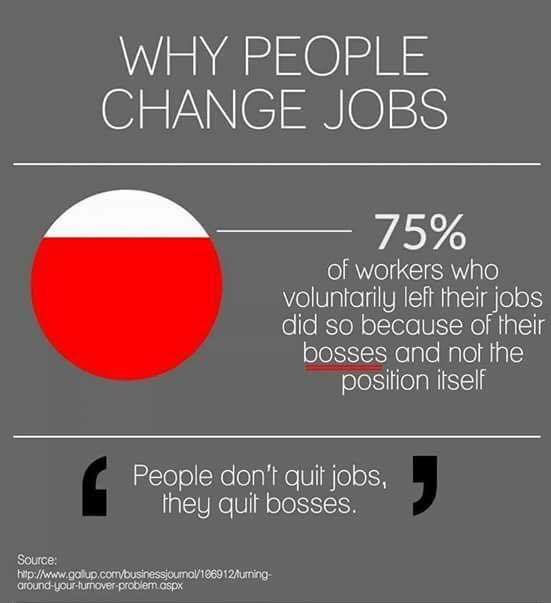 WHY PEOPLE
CHANGE JOBS
75%
of workers who
voluntarily left their jobs
did so because of their
bosses and not the
position itself
‘ People don't quit jobs, ’
they quit bosses.
Source:
http://www.gallup.com/businessjournal/106912/turning-
around-your-turnover-problem.aspx